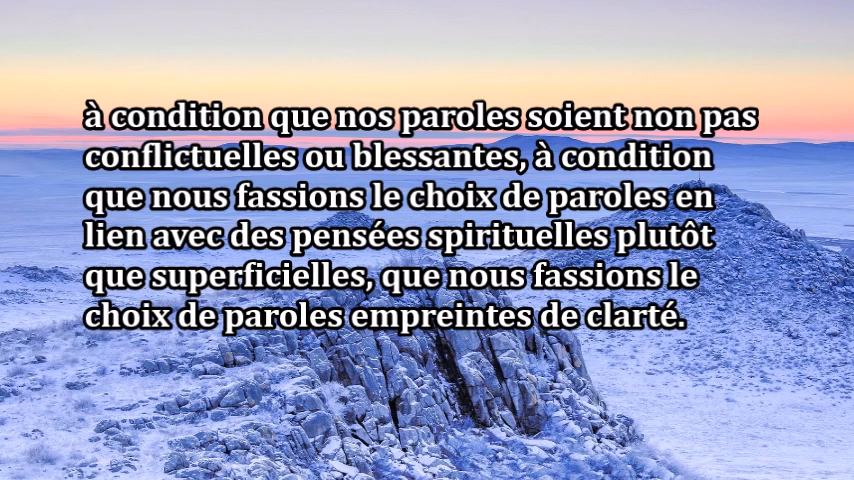 à condition que nos paroles soient non pas
conflictuelles ou blessantes, à condition
que nous fassions le choix de paroles en
lien avec des pensées spirituelles plutôt
que superficielles, que nous fassions le
choix de paroles empreintes de clarté.